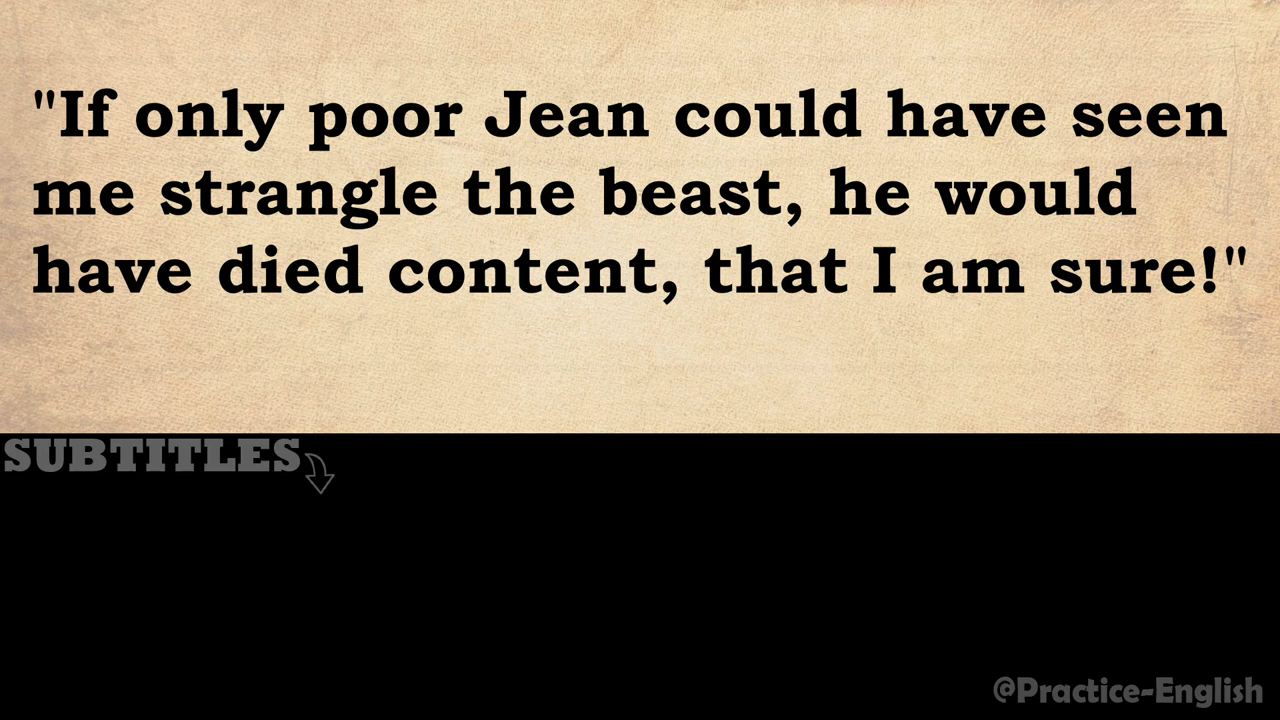 "If only poor Jean could have seen
me strangle the beast, he would
have died content, that I am sure!"
SUBTITLES
@Practice-English